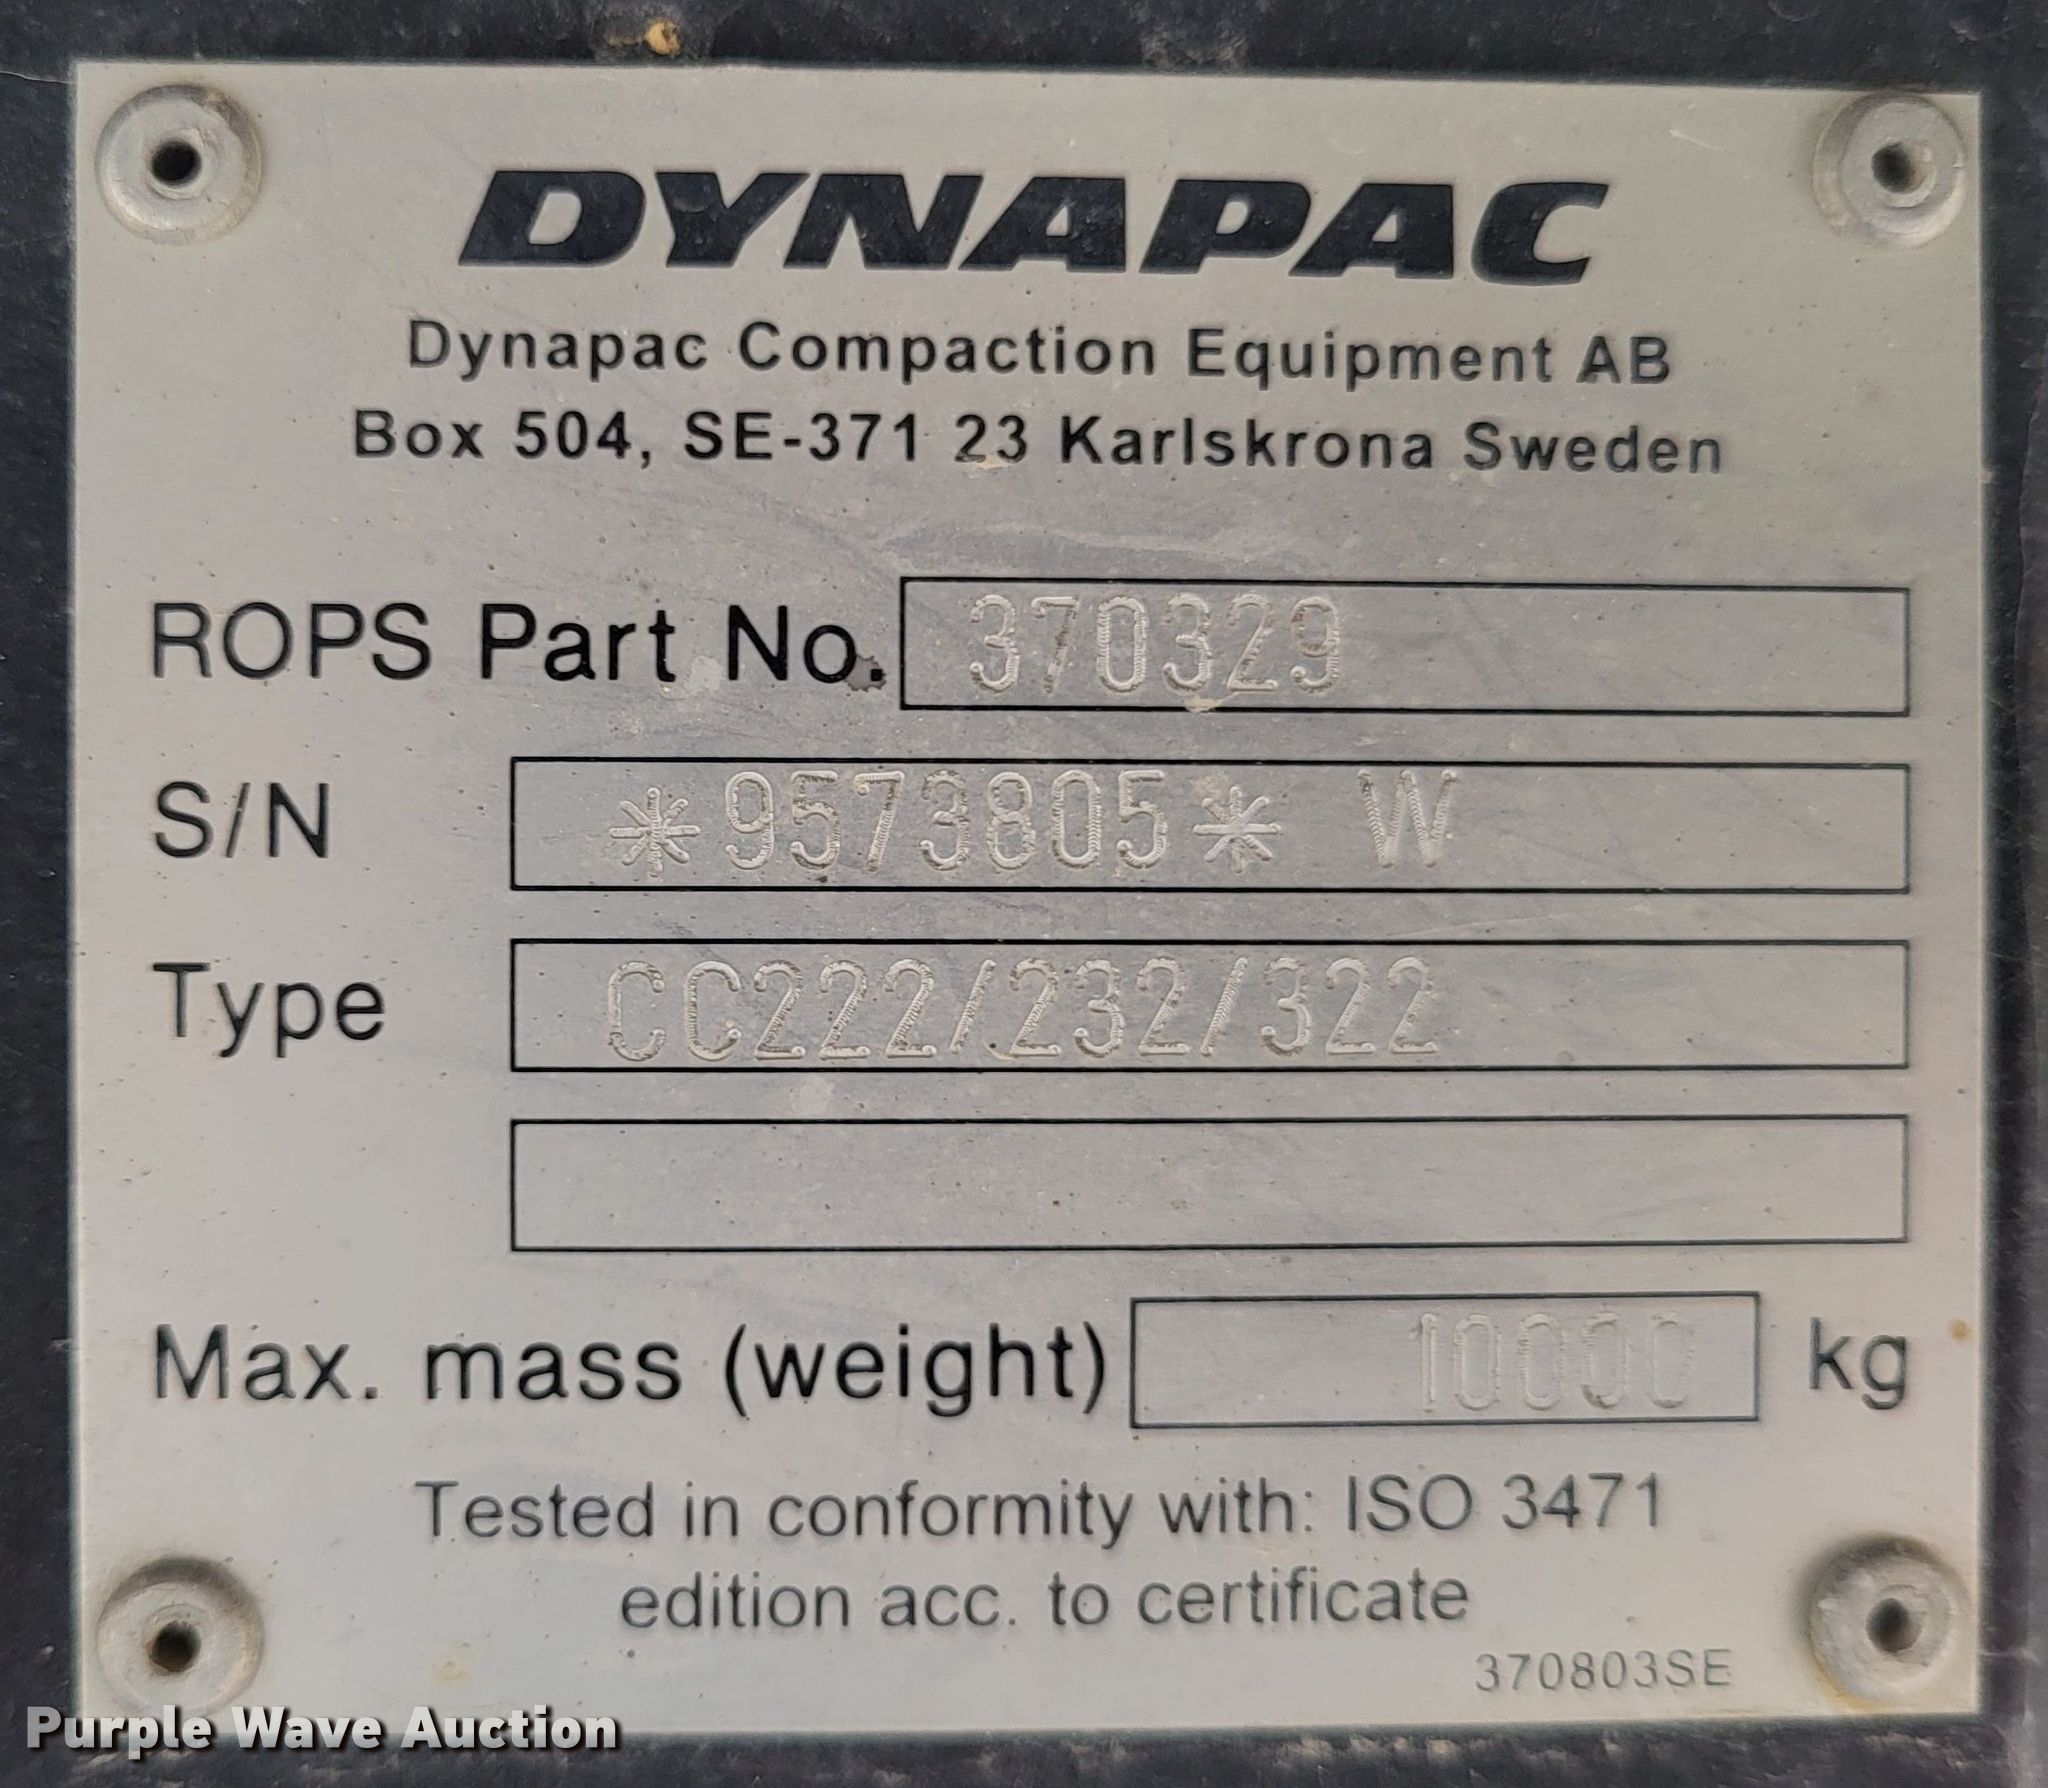 DYNAPAC
Dynapac Compaction Equipment AB
Box 504, SE-371 23 Karlskrona Sweden
ROPS Part No. 370329
S/N *9573805* W
Type CC222/232/322
Max. mass (weight) 10000 kg
Tested in conformity with: ISO 3471
edition acc. to certificate
370803SE
Purple Wave Auction